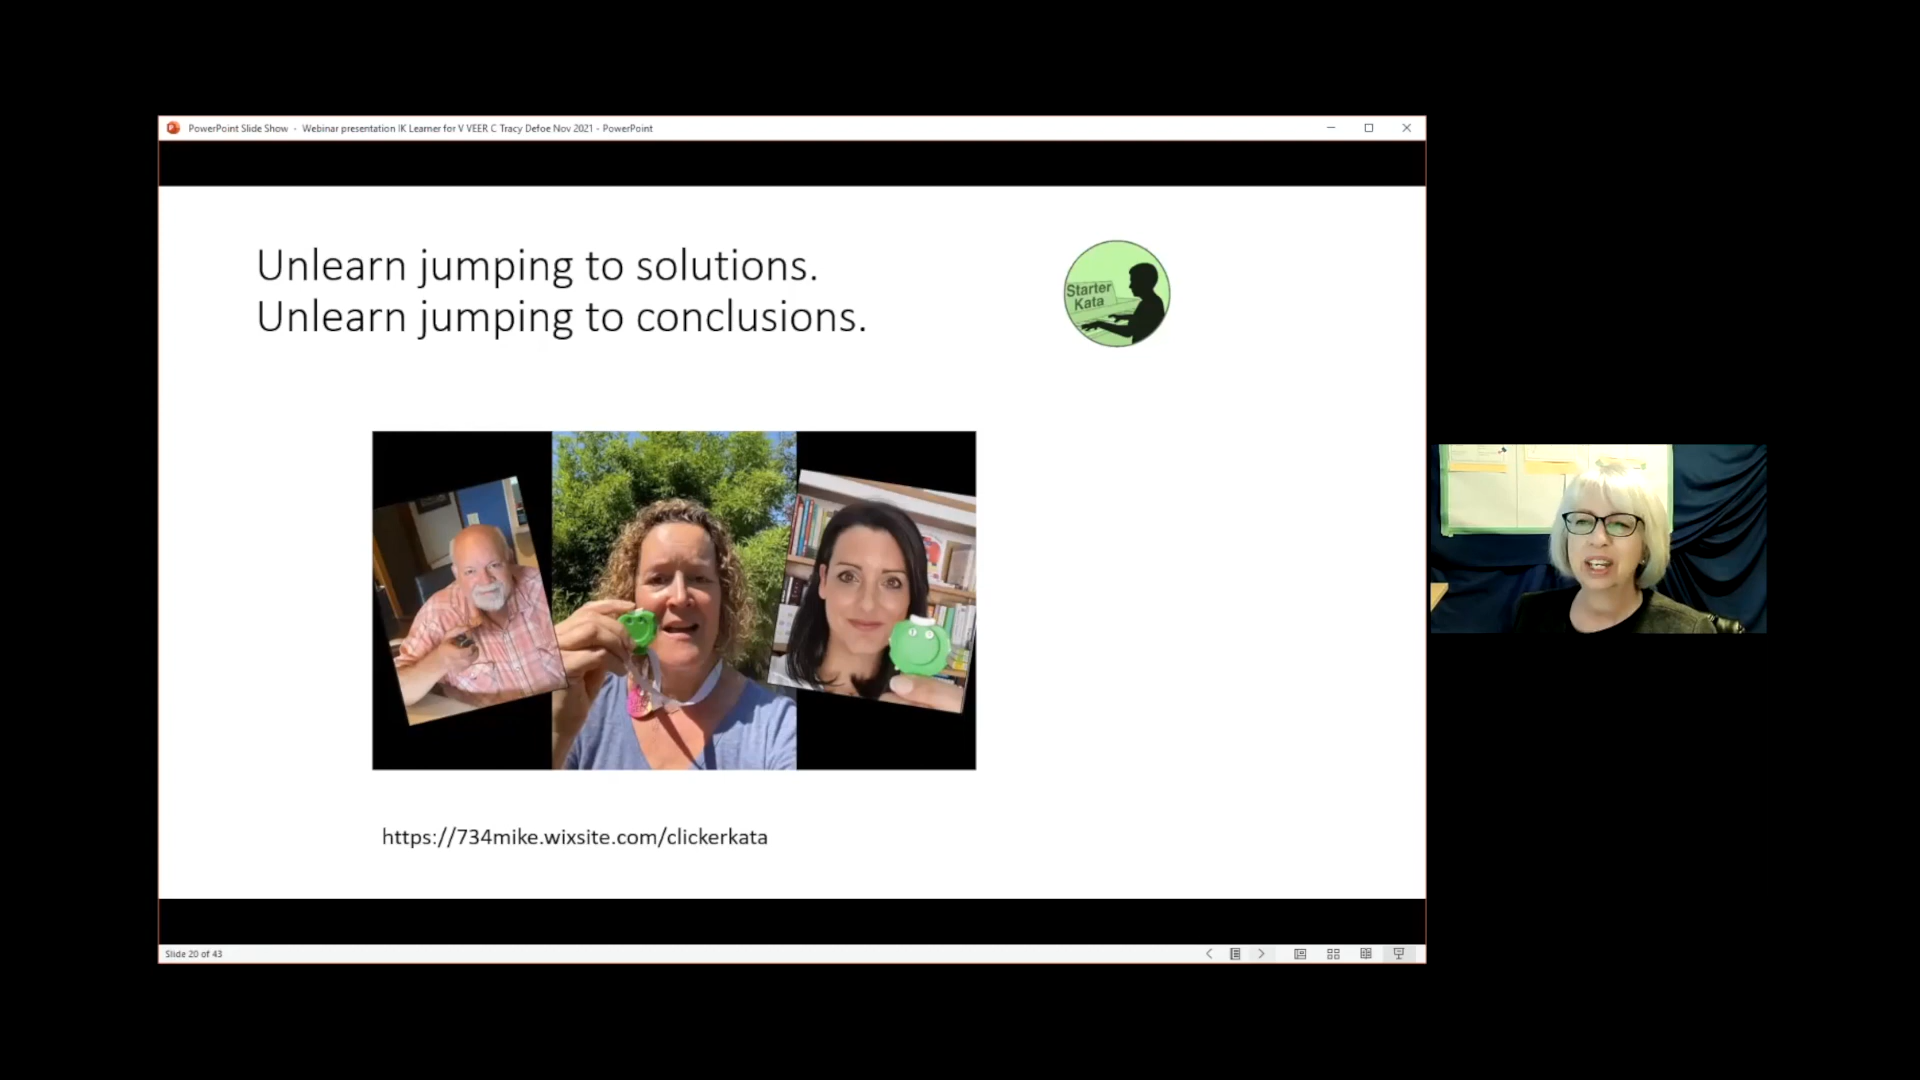 PowerPoint Slide Show - Webinar presentation IK Learner for V VEER C Tracy Defoe Nov 2021 - PowerPoint
Unlearn jumping to solutions.
Unlearn jumping to conclusions.
Starter
Kata
https://734mike.wixsite.com/clickerkata
Slide 20 of 43